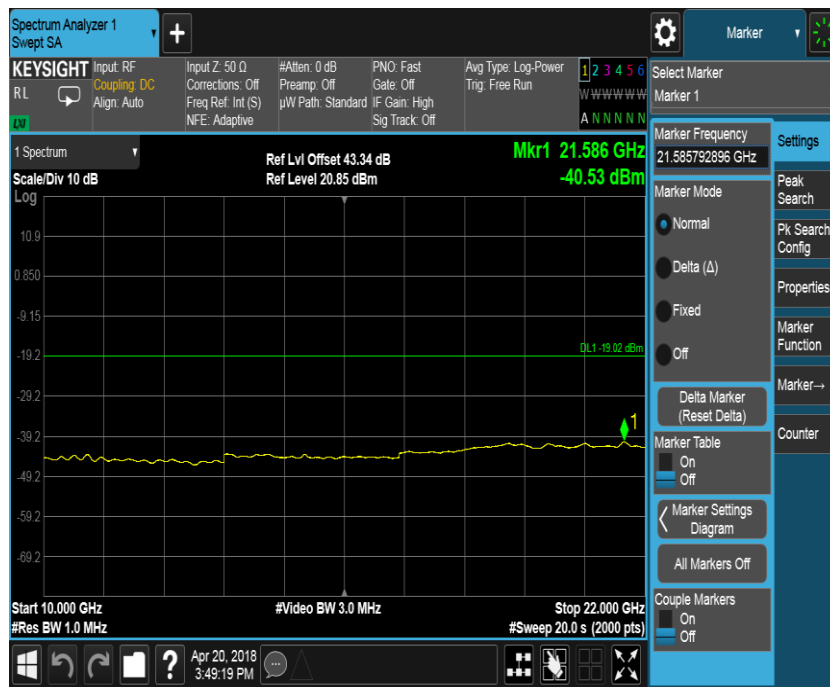 Spectrum Analyzer 1
Swept SA
+
Marker
KEYSIGHT
RL
LXI
Input: RF
Coupling: DC
Align: Auto
Input Z: 50 Ω
Corrections: Off
Freq Ref: Int (S)
NFE: Adaptive
#Atten: 0 dB
Preamp: Off
µW Path: Standard
PNO: Fast
Gate: Off
IF Gain: High
Sig Track: Off
Avg Type: Log-Power
Trig: Free Run
1 2 3 4 5 6
W W W W W W
A N N N N N
1 Spectrum
Scale/Div 10 dB
Log
Ref Lvl Offset 43.34 dB
Ref Level 20.85 dBm
Mkr1 21.586 GHz
-40.53 dBm
10.9
0.850
-9.15
-19.2
-29.2
-39.2
-49.2
-59.2
-69.2
DL1 -19.02 dBm
1
Start 10.000 GHz
#Res BW 1.0 MHz
#Video BW 3.0 MHz
Stop 22.000 GHz
#Sweep 20.0 s (2000 pts)
Select Marker
Marker 1
Marker Frequency
21.585792896 GHz
Marker Mode
Normal
Delta (Δ)
Fixed
Off
Delta Marker
(Reset Delta)
Marker Table
On
Off
Marker Settings
Diagram
All Markers Off
Couple Markers
On
Off
Settings
Peak
Search
Pk Search
Config
Properties
Marker
Function
Marker→
Counter
?
Apr 20, 2018
3:49:19 PM